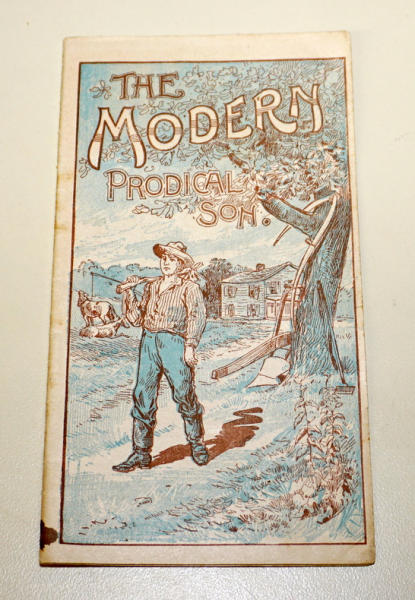 THE
MODERN
PRODIGAL
SON.